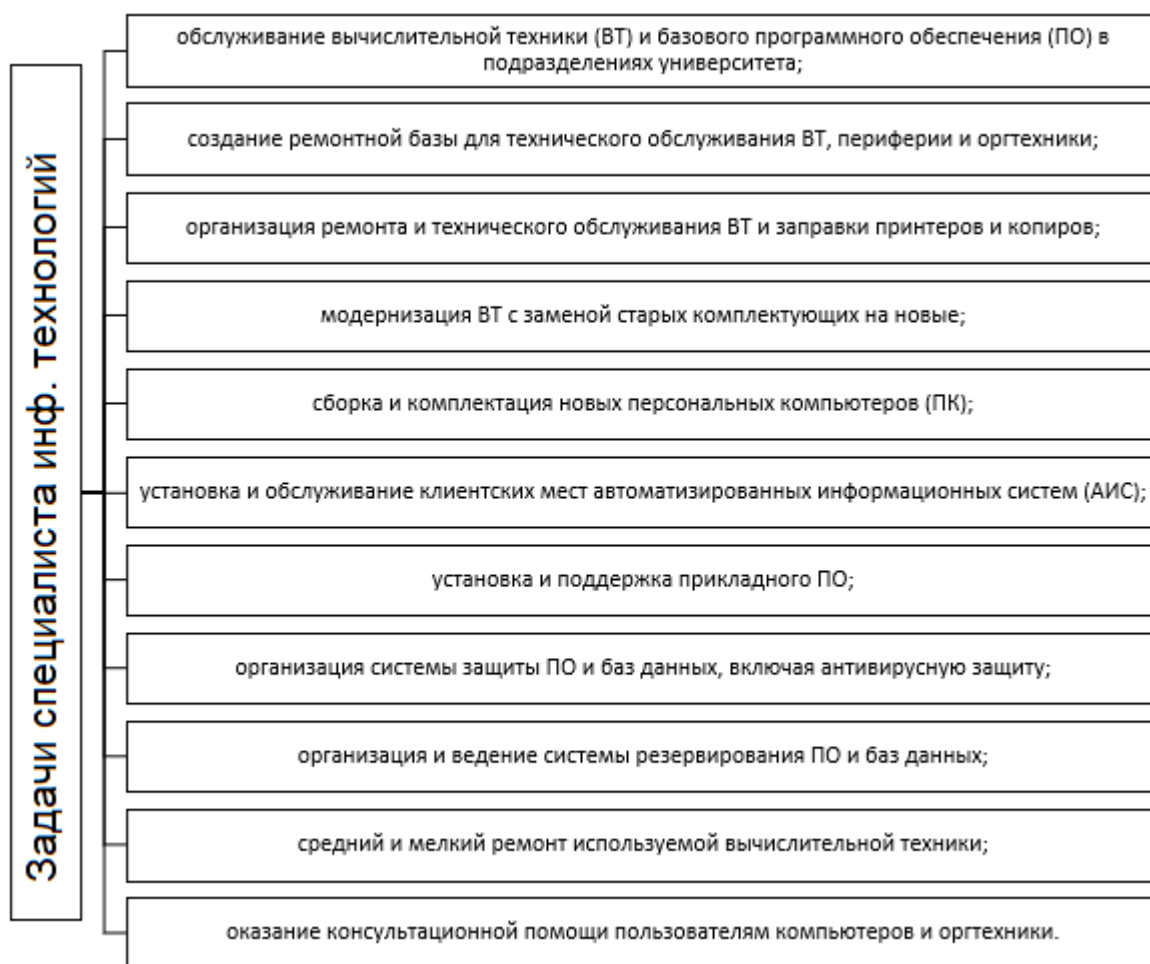 Задачи специалиста инф. технологий
обслуживание вычислительной техники (ВТ) и базового программного обеспечения (ПО) в
подразделениях университета;
создание ремонтной базы для технического обслуживания ВТ, периферии и оргтехники;
организация ремонта и технического обслуживания ВТ и заправки принтеров и копиров;
модернизация ВТ с заменой старых комплектующих на новые;
сборка и комплектация новых персональных компьютеров (ПК);
установка и обслуживание клиентских мест автоматизированных информационных систем (АИС);
установка и поддержка прикладного ПО;
организация системы защиты ПО и баз данных, включая антивирусную защиту;
организация и ведение системы резервирования ПО и баз данных;
средний и мелкий ремонт используемой вычислительной техники;
оказание консультационной помощи пользователям компьютеров и оргтехники.